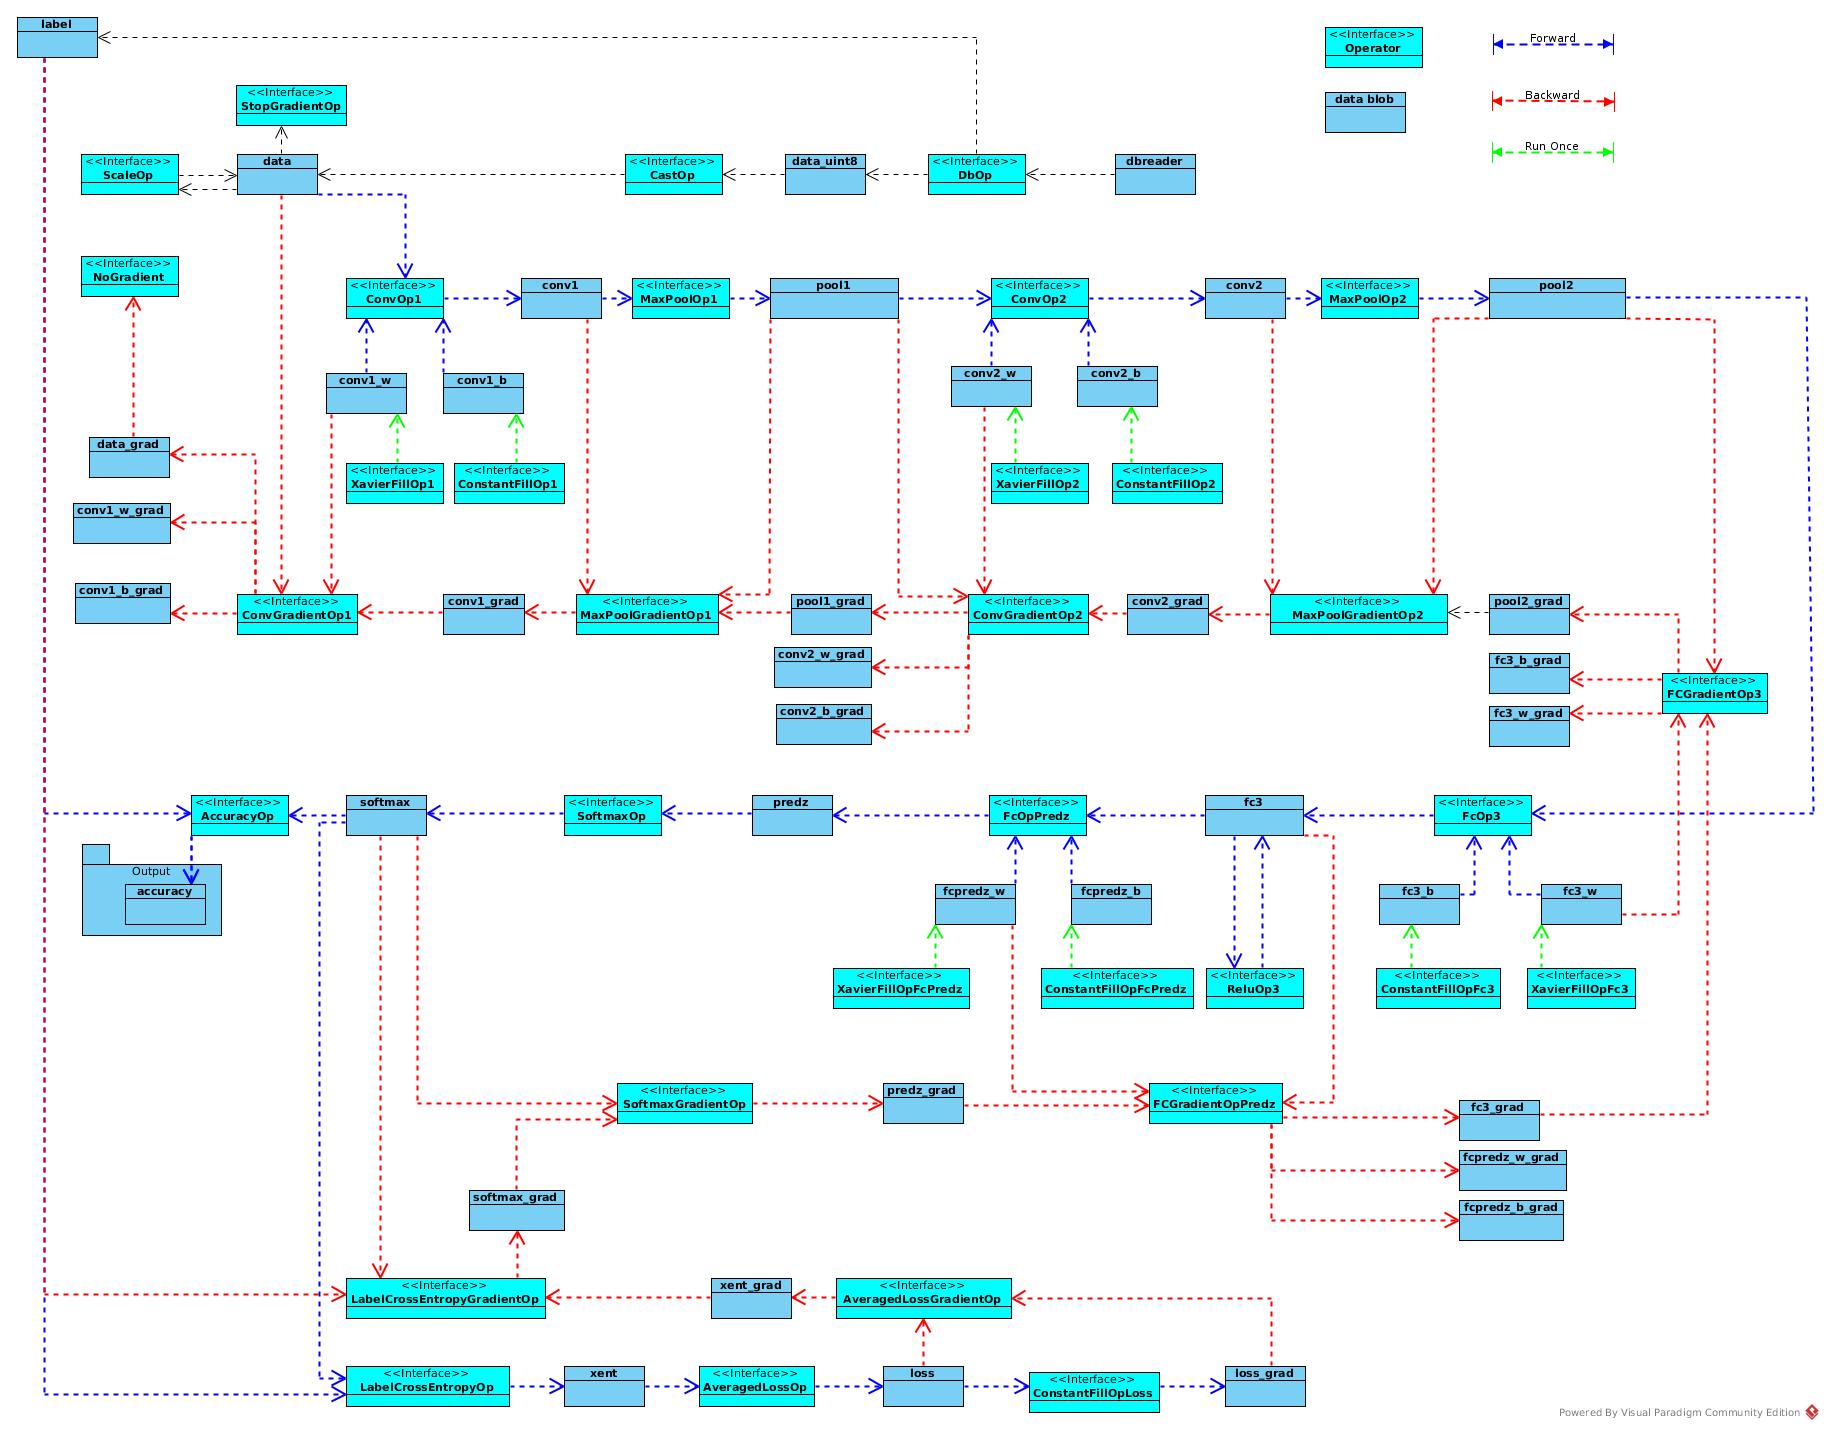 label
<<Interface>>
Operator
Forward
<<Interface>>
StopGradientOp
data blob
Backward
Run Once
<<Interface>>
ScaleOp
data
<<Interface>>
CastOp
data_uint8
<<Interface>>
DbOp
dbreader
<<Interface>>
NoGradient
<<Interface>>
ConvOp1
conv1
<<Interface>>
MaxPoolOp1
pool1
<<Interface>>
ConvOp2
conv2
<<Interface>>
MaxPoolOp2
pool2
conv1_w
conv1_b
conv2_w
conv2_b
data_grad
<<Interface>>
XavierFillOp1
<<Interface>>
ConstantFillOp1
<<Interface>>
XavierFillOp2
<<Interface>>
ConstantFillOp2
conv1_w_grad
conv1_b_grad
<<Interface>>
ConvGradientOp1
conv1_grad
<<Interface>>
MaxPoolGradientOp1
pool1_grad
<<Interface>>
ConvGradientOp2
conv2_grad
<<Interface>>
MaxPoolGradientOp2
pool2_grad
conv2_w_grad
fc3_b_grad
<<Interface>>
FCGradientOp3
conv2_b_grad
fc3_w_grad
<<Interface>>
AccuracyOp
softmax
<<Interface>>
SoftmaxOp
predz
<<Interface>>
FcOpPredz
fc3
<<Interface>>
FcOp3
Output
accuracy
fcpredz_w
fcpredz_b
fc3_b
fc3_w
<<Interface>>
XavierFillOpFcPredz
<<Interface>>
ConstantFillOpFcPredz
<<Interface>>
ReluOp3
<<Interface>>
ConstantFillOpFc3
<<Interface>>
XavierFillOpFc3
<<Interface>>
SoftmaxGradientOp
predz_grad
<<Interface>>
FCGradientOpPredz
fc3_grad
fcpredz_w_grad
softmax_grad
fcpredz_b_grad
<<Interface>>
LabelCrossEntropyGradientOp
xent_grad
<<Interface>>
AveragedLossGradientOp
<<Interface>>
LabelCrossEntropyOp
xent
<<Interface>>
AveragedLossOp
loss
<<Interface>>
ConstantFillOpLoss
loss_grad
Powered By Visual Paradigm Community Edition